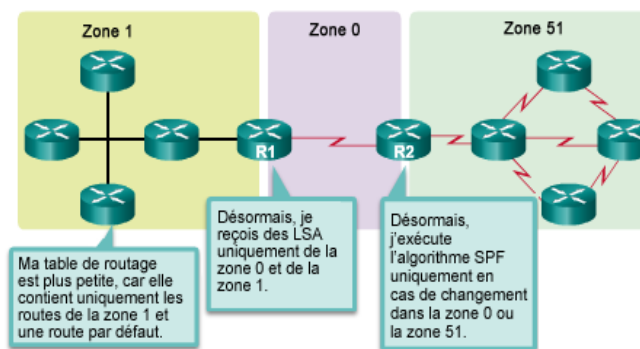 Zone 1
Zone 0
Zone 51
R1
R2
Désormais, je
reçois des LSA
uniquement de la
zone 0 et de la
zone 1.
Désormais,
j'exécute
l'algorithme SPF
uniquement en
cas de changement
dans la zone 0 ou
la zone 51.
Ma table de routage
est plus petite, car elle
contient uniquement les
routes de la zone 1 et
une route par défaut.